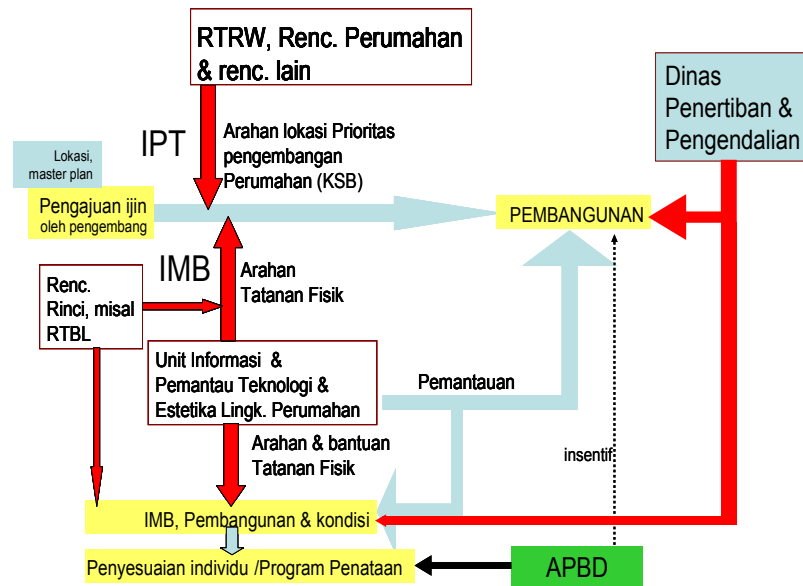 RTRW, Renc. Perumahan
& renc. lain
Dinas
Penertiban &
Pengendalian
IPT
Arahan lokasi Prioritas
pengembangan
Perumahan (KSB)
Lokasi,
master plan
Pengajuan ijin
oleh pengembang
PEMBANGUNAN
IMB
Arahan
Tatanan Fisik
Renc.
Rinci, misal
RTBL
Unit Informasi &
Pemantau Teknologi &
Estetika Lingk. Perumahan
Pemantauan
Arahan & bantuan
Tatanan Fisik
insentif
IMB, Pembangunan & kondisi
Penyesuaian individu /Program Penataan
APBD